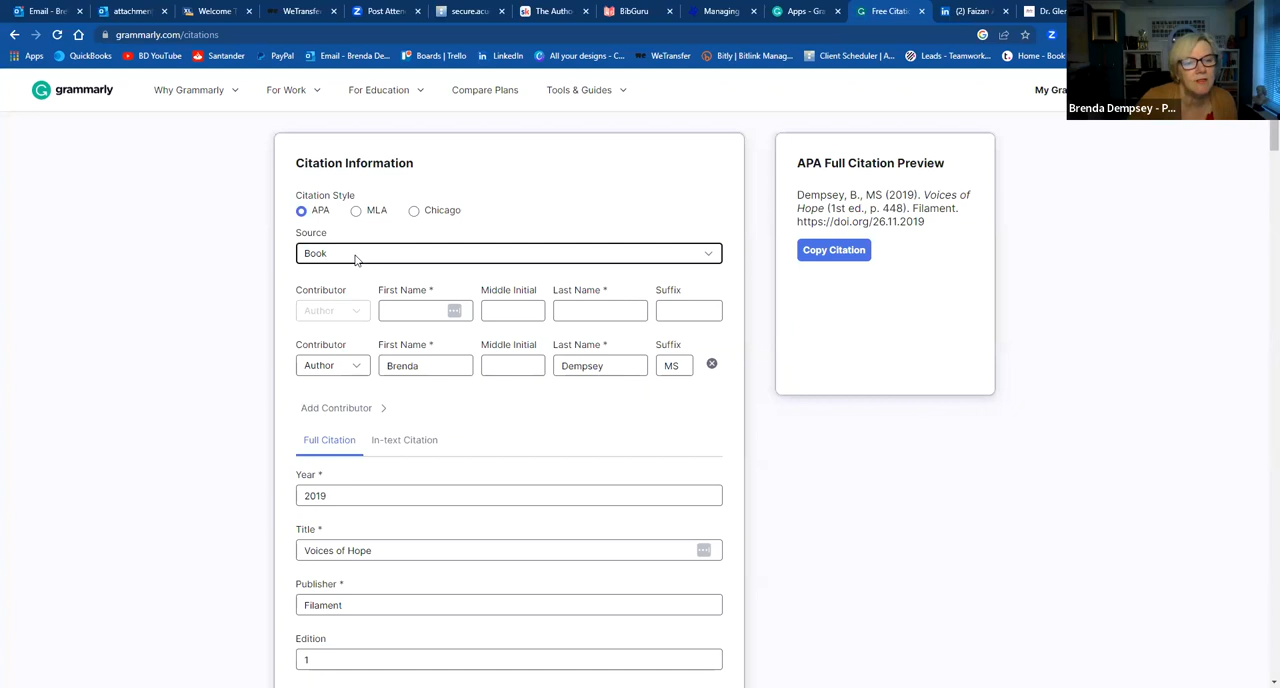 Email - Bre
attachmen
Welcome T
WeTransfe
Post Atten
secure.acu
The Autho
BibGuru
Managing
Apps - Gra
Free Citatio
(2) Faizan
Dr. Gler
grammarly.com/citations
Apps
QuickBooks
BD YouTube
Santander
PayPal
Email - Brenda De...
Boards | Trello
LinkedIn
All your designs - C...
WeTransfer
Bitly | Bitlink Manag...
Client Scheduler | A...
Leads - Teamwork...
Home - Book
Brenda Dempsey - P...
grammarly
Why Grammarly
For Work
For Education
Compare Plans
Tools & Guides
My Gra
Citation Information
Citation Style
APA
MLA
Chicago
Source
Book
Contributor
First Name *
Middle Initial
Last Name *
Suffix
Author
Contributor
First Name *
Middle Initial
Last Name *
Suffix
Author
Brenda
Dempsey
MS
Add Contributor
Full Citation
In-text Citation
Year *
2019
Title *
Voices of Hope
Publisher *
Filament
Edition
1
APA Full Citation Preview
Dempsey, B., MS (2019). Voices of
Hope (1st ed., p. 448). Filament.
https://doi.org/26.11.2019
Copy Citation